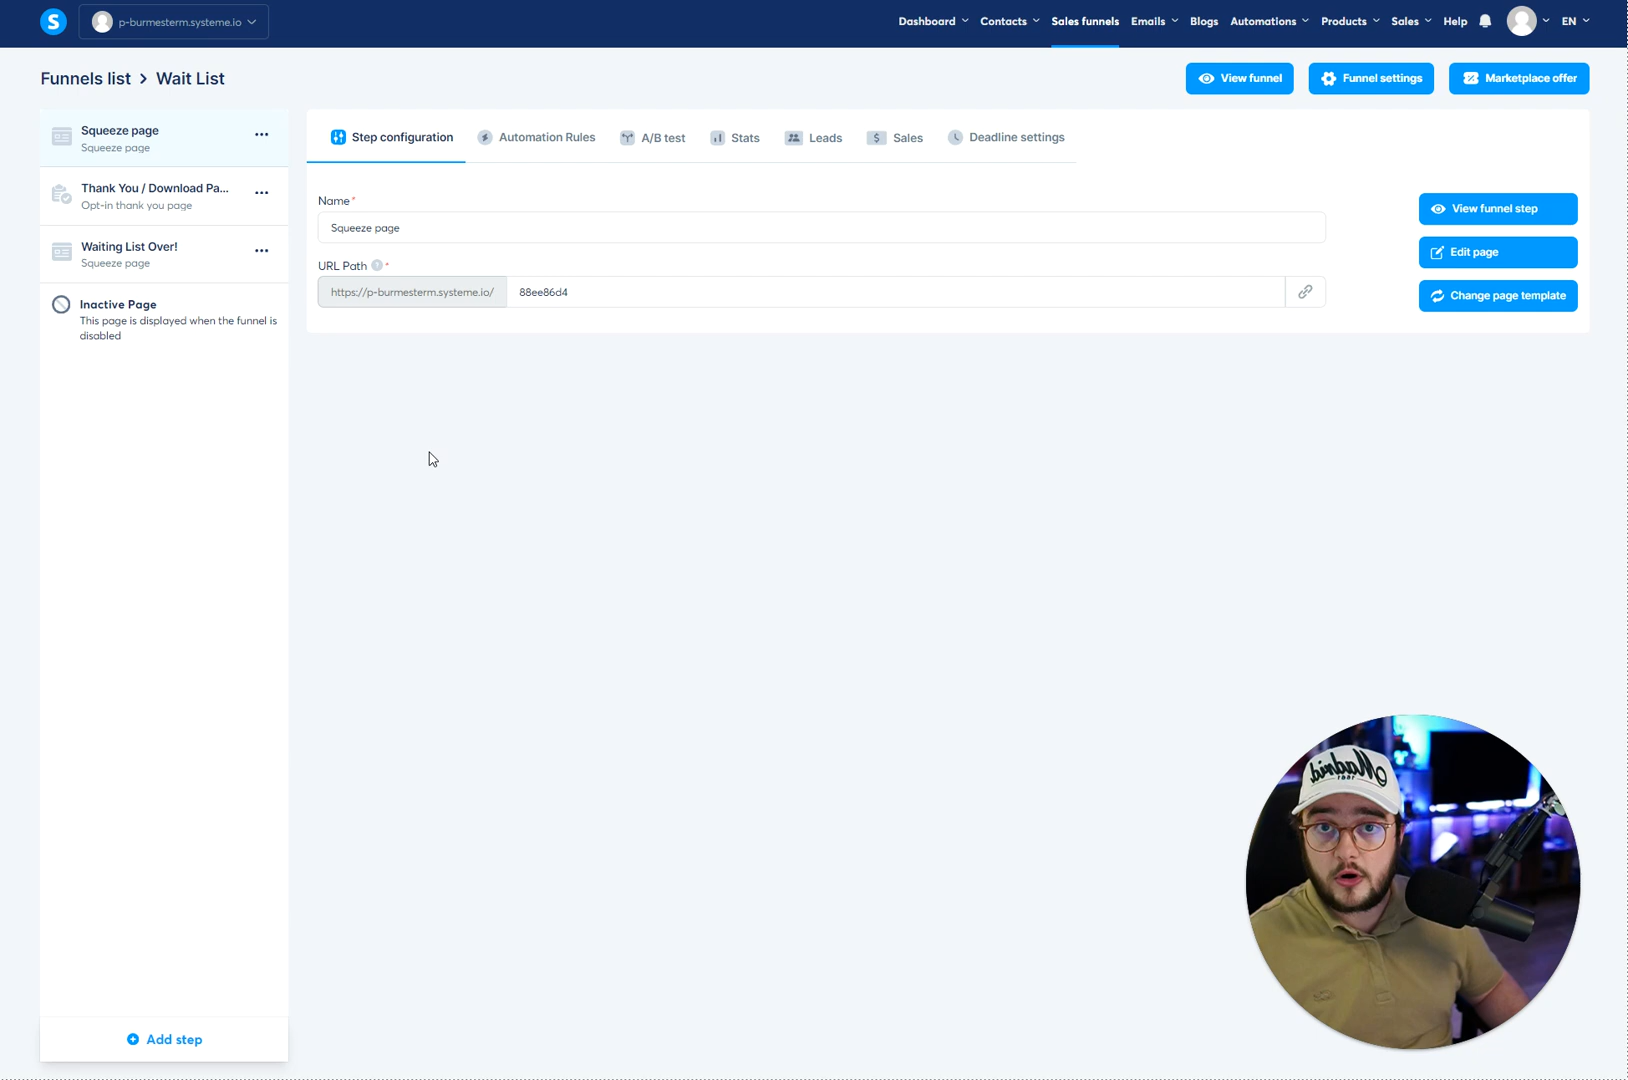 S
p-burmesterm.systeme.io
Dashboard
Contacts
Sales funnels
Emails
Blogs
Automations
Products
Sales
Help
EN
Funnels list > Wait List
View funnel
Funnel settings
Marketplace offer
Squeeze page
Squeeze page
Thank You / Download Pa...
Opt-in thank you page
Waiting List Over!
Squeeze page
Inactive Page
This page is displayed when the funnel is
disabled
Add step
Step configuration
Automation Rules
A/B test
Stats
Leads
Sales
Deadline settings
Name*
Squeeze page
URL Path ? *
https://p-burmesterm.systeme.io/
88ee86d4
View funnel step
Edit page
Change page template
Madrid